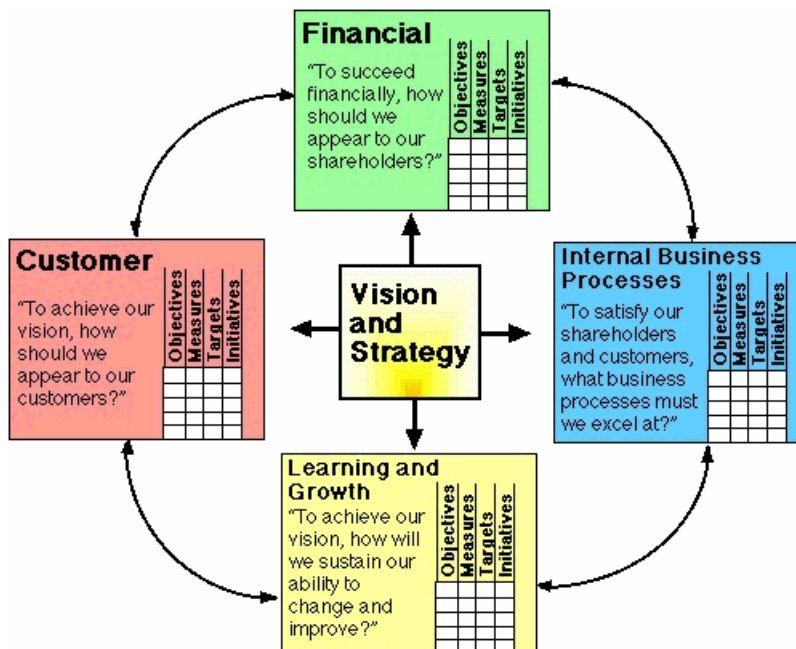 Financial
“To succeed
financially, how
should we
appear to our
shareholders?”
Objectives
Measures
Targets
Initiatives
Customer
“To achieve our
vision, how
should we
appear to our
customers?”
Objectives
Measures
Targets
Initiatives
Vision
and
Strategy
Internal Business
Processes
“To satisfy our
shareholders
and customers,
what business
processes must
we excel at?”
Objectives
Measures
Targets
Initiatives
Learning and
Growth
“To achieve our
vision, how will
we sustain our
ability to
change and
improve?”
Objectives
Measures
Targets
Initiatives